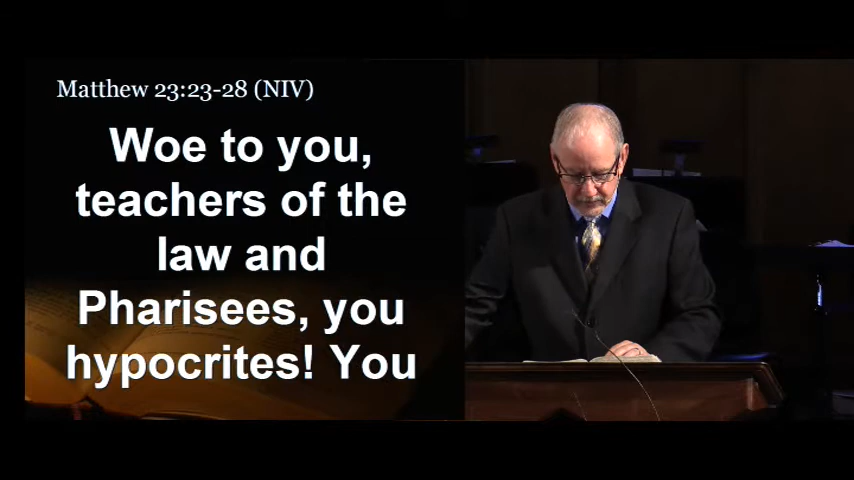 Matthew 23:23-28 (NIV)
Woe to you,
teachers of the
law and
Pharisees, you
hypocrites! You